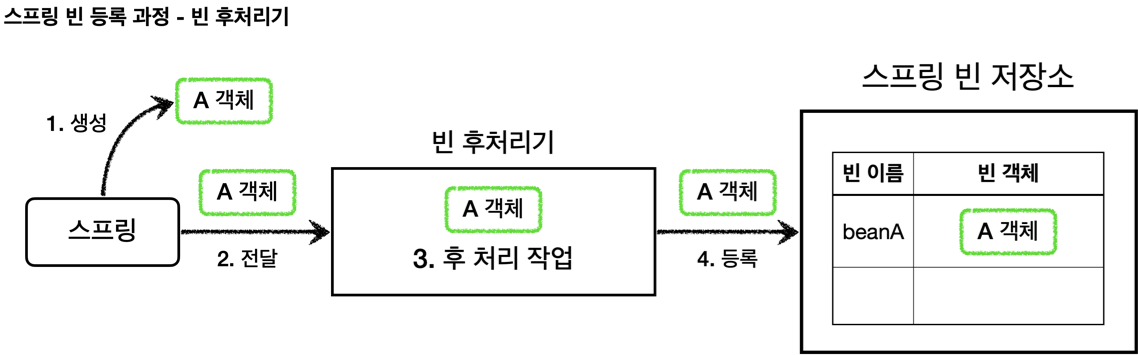 스프링 빈 등록 과정 - 빈 후처리기
스프링 빈 저장소
A 객체
1. 생성
빈 후처리기
빈 이름
빈 객체
A 객체
A 객체
A 객체
스프링
beanA
A 객체
2. 전달
3. 후 처리 작업
4. 등록